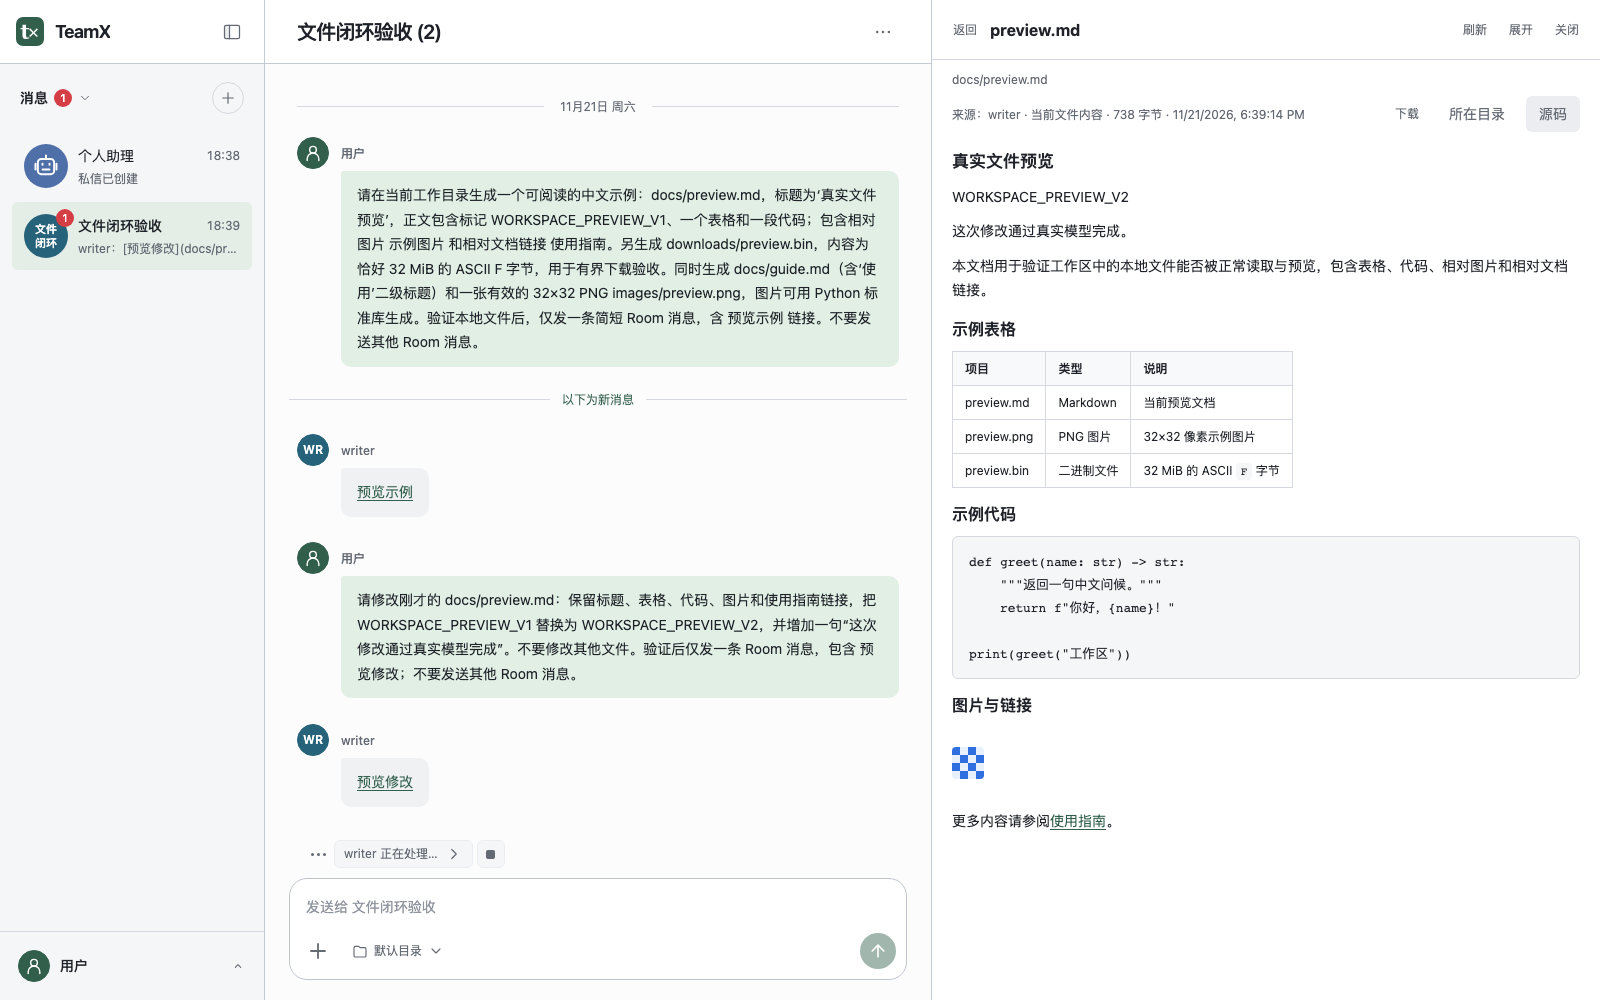 tx TeamX
消息 1
个人助理 18:38
私信已创建
文件
闭环
1
文件闭环验收 18:39
writer：[预览修改](docs/pr...
用户
文件闭环验收 (2)
11月21日 周六
用户
请在当前工作目录生成一个可阅读的中文示例：docs/preview.md，标题为‘真实文件
预览’，正文包含标记 WORKSPACE_PREVIEW_V1、一个表格和一段代码；包含相对
图片 示例图片 和相对文档链接 使用指南。另生成 downloads/preview.bin，内容为
恰好 32 MiB 的 ASCII F 字节，用于有界下载验收。同时生成 docs/guide.md（含‘使
用’二级标题）和一张有效的 32×32 PNG images/preview.png，图片可用 Python 标
准库生成。验证本地文件后，仅发一条简短 Room 消息，含 预览示例 链接。不要发
送其他 Room 消息。
以下为新消息
WR writer
预览示例
用户
请修改刚才的 docs/preview.md：保留标题、表格、代码、图片和使用指南链接，把
WORKSPACE_PREVIEW_V1 替换为 WORKSPACE_PREVIEW_V2，并增加一句“这次
修改通过真实模型完成”。不要修改其他文件。验证后仅发一条 Room 消息，包含 预
览修改；不要发送其他 Room 消息。
WR writer
预览修改
writer 正在处理...
发送给 文件闭环验收
默认目录
返回 preview.md 刷新 展开 关闭
docs/preview.md
来源：writer · 当前文件内容 · 738 字节 · 11/21/2026, 6:39:14 PM 下载 所在目录 源码
真实文件预览
WORKSPACE_PREVIEW_V2
这次修改通过真实模型完成。
本文档用于验证工作区中的本地文件能否被正常读取与预览，包含表格、代码、相对图片和相对文档
链接。
示例表格
项目 类型 说明
preview.md Markdown 当前预览文档
preview.png PNG 图片 32×32 像素示例图片
preview.bin 二进制文件 32 MiB 的 ASCII F 字节
示例代码
def greet(name: str) -> str:
    """返回一句中文问候。"""
    return f"你好，{name}！"
print(greet("工作区"))
图片与链接
更多内容请参阅使用指南。